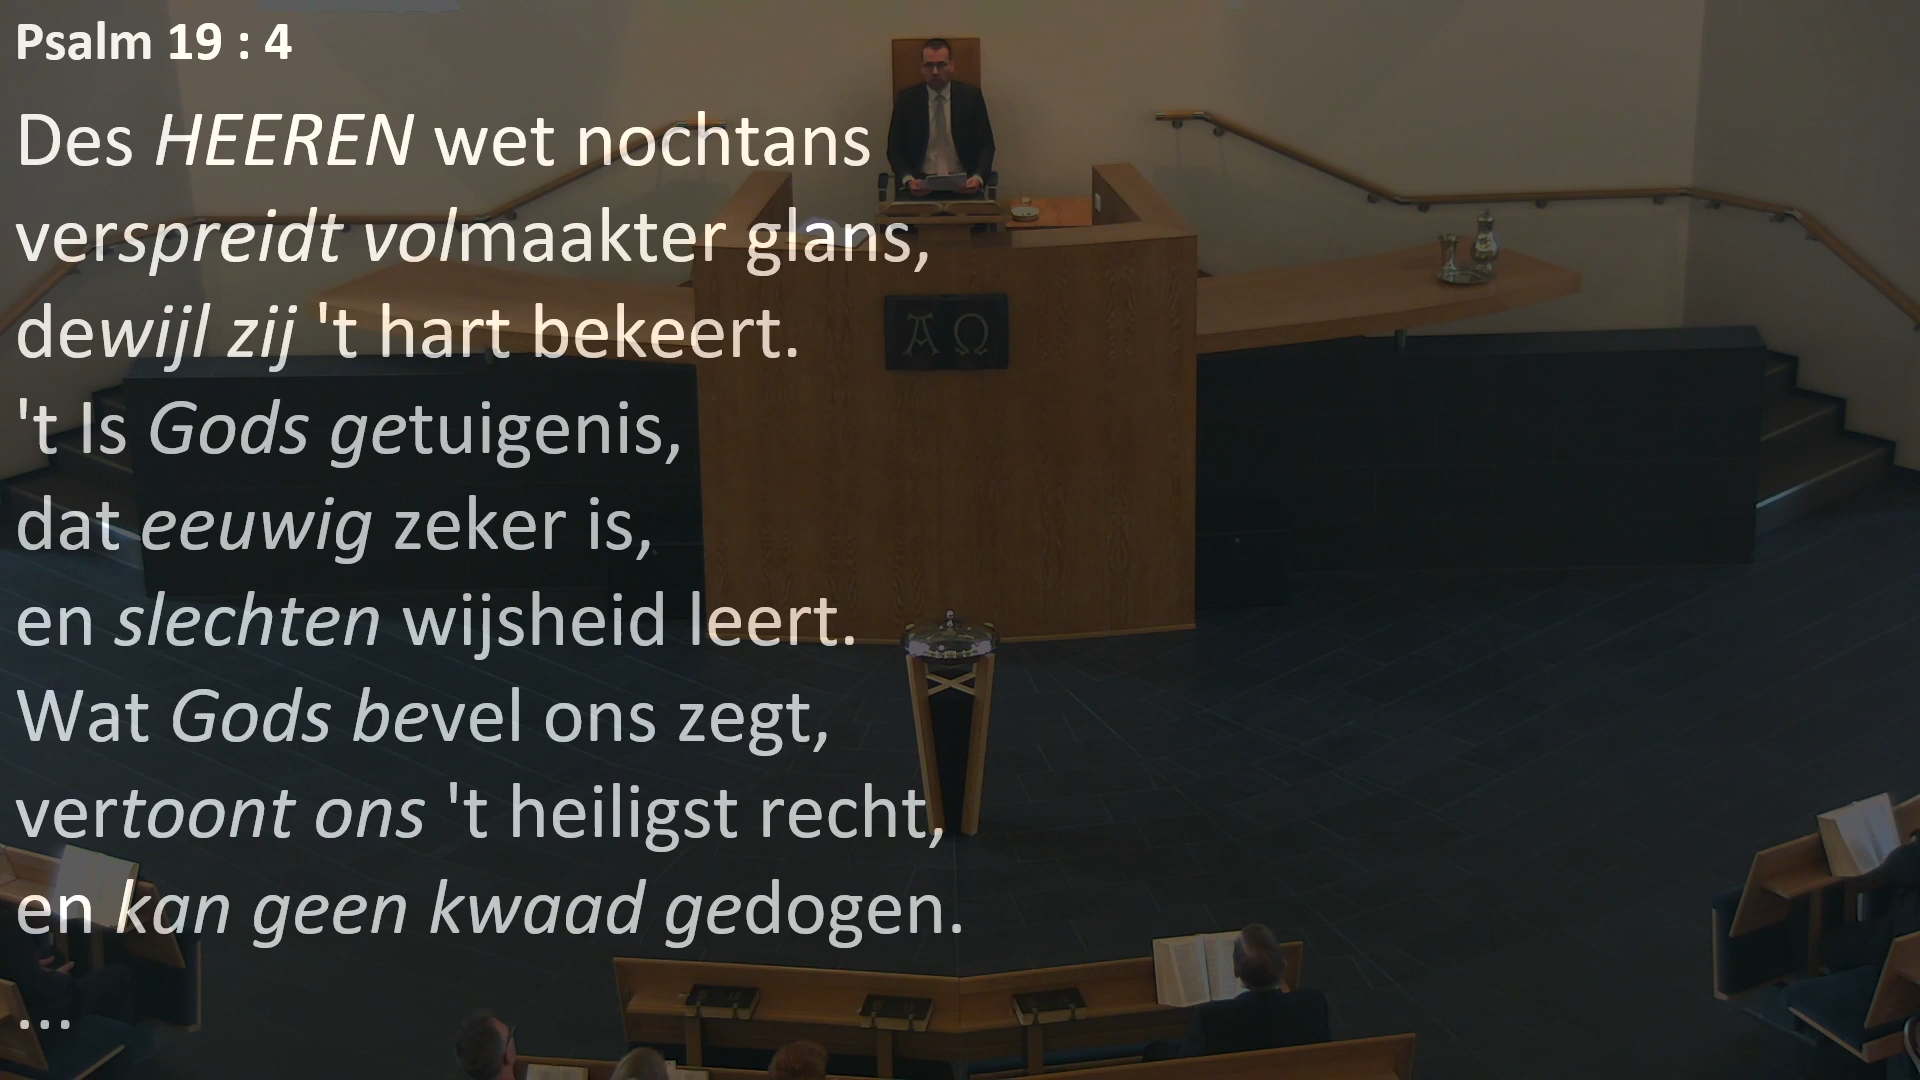 Psalm 19 : 4
Des HEEREN wet nochtans
verspreidt volmaakter glans,
dewijl zij 't hart bekeert.
't Is Gods getuigenis,
dat eeuwig zeker is,
en slechten wijsheid leert.
Wat Gods bevel ons zegt,
vertoont ons 't heiligst recht,
en kan geen kwaad gedogen.
...
Α Ω